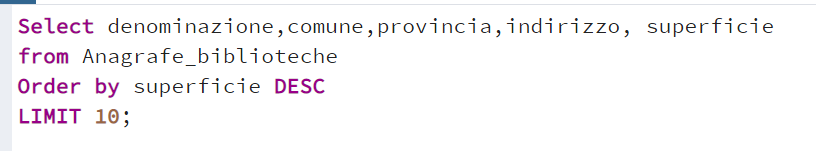 Select denominazione,comune,provincia,indirizzo, superficie
from Anagrafe_biblioteche
Order by superficie DESC
LIMIT 10;